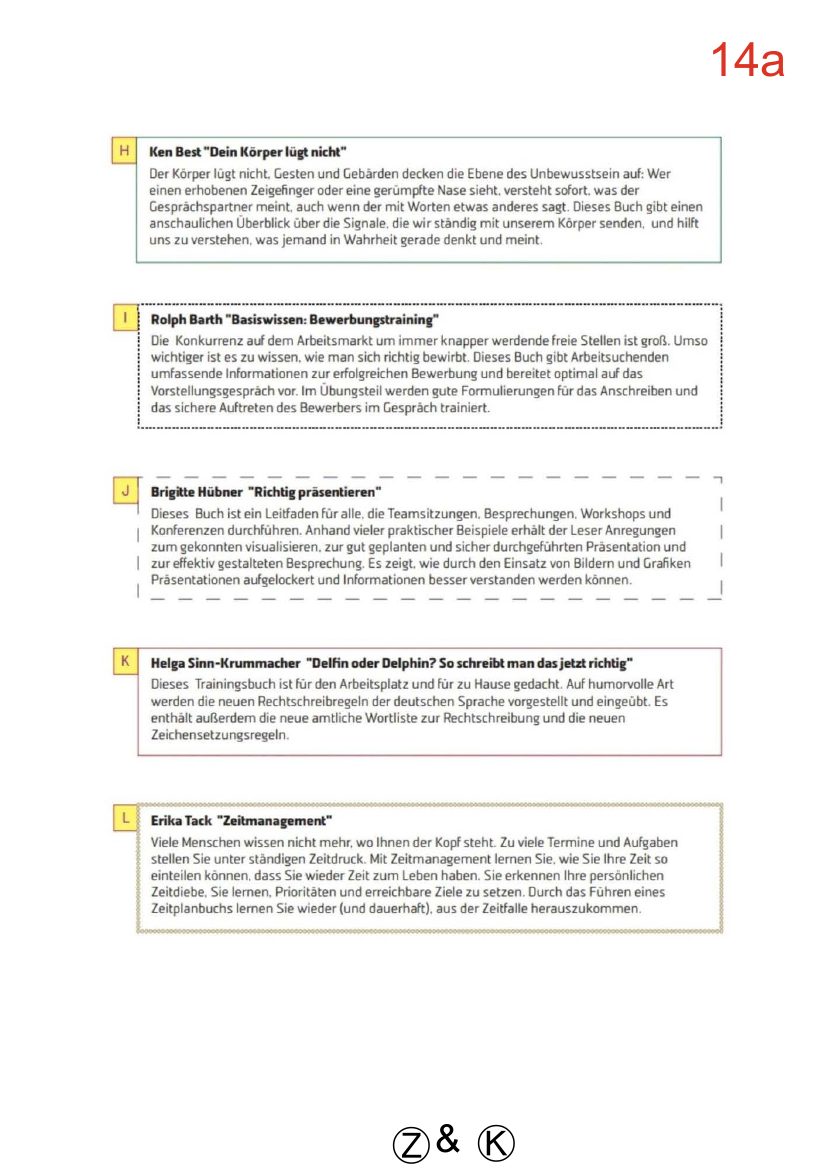 14a
H
Ken Best "Dein Körper lügt nicht"
Der Körper lügt nicht. Gesten und Gebärden decken die Ebene des Unbewusstsein auf: Wer
einen erhobenen Zeigefinger oder eine gerümpfte Nase sieht, versteht sofort, was der
Gesprächspartner meint, auch wenn der mit Worten etwas anderes sagt. Dieses Buch gibt einen
anschaulichen Überblick über die Signale, die wir ständig mit unserem Körper senden, und hilft
uns zu verstehen, was jemand in Wahrheit gerade denkt und meint.
I
Rolph Barth "Basiswissen: Bewerbungstraining"
Die Konkurrenz auf dem Arbeitsmarkt um immer knapper werdende freie Stellen ist groß. Umso
wichtiger ist es zu wissen, wie man sich richtig bewirbt. Dieses Buch gibt Arbeitsuchenden
umfassende Informationen zur erfolgreichen Bewerbung und bereitet optimal auf das
Vorstellungsgespräch vor. Im Übungsteil werden gute Formulierungen für das Anschreiben und
das sichere Auftreten des Bewerbers im Gespräch trainiert.
J
Brigitte Hübner "Richtig präsentieren"
Dieses Buch ist ein Leitfaden für alle, die Teamsitzungen, Besprechungen, Workshops und
Konferenzen durchführen. Anhand vieler praktischer Beispiele erhält der Leser Anregungen
zum gekonnten visualisieren, zur gut geplanten und sicher durchgeführten Präsentation und
zur effektiv gestalteten Besprechung. Es zeigt, wie durch den Einsatz von Bildern und Grafiken
Präsentationen aufgelockert und Informationen besser verstanden werden können.
K
Helga Sinn-Krummacher "Delfin oder Delphin? So schreibt man das jetzt richtig"
Dieses Trainingsbuch ist für den Arbeitsplatz und für zu Hause gedacht. Auf humorvolle Art
werden die neuen Rechtschreibregeln der deutschen Sprache vorgestellt und eingeübt. Es
enthält außerdem die neue amtliche Wortliste zur Rechtschreibung und die neuen
Zeichensetzungsregeln.
L
Erika Tack "Zeitmanagement"
Viele Menschen wissen nicht mehr, wo Ihnen der Kopf steht. Zu viele Termine und Aufgaben
stellen Sie unter ständigen Zeitdruck. Mit Zeitmanagement lernen Sie, wie Sie Ihre Zeit so
einteilen können, dass Sie wieder Zeit zum Leben haben. Sie erkennen Ihre persönlichen
Zeitdiebe, Sie lernen, Prioritäten und erreichbare Ziele zu setzen. Durch das Führen eines
Zeitplanbuchs lernen Sie wieder (und dauerhaft), aus der Zeitfalle herauszukommen.
Z & K